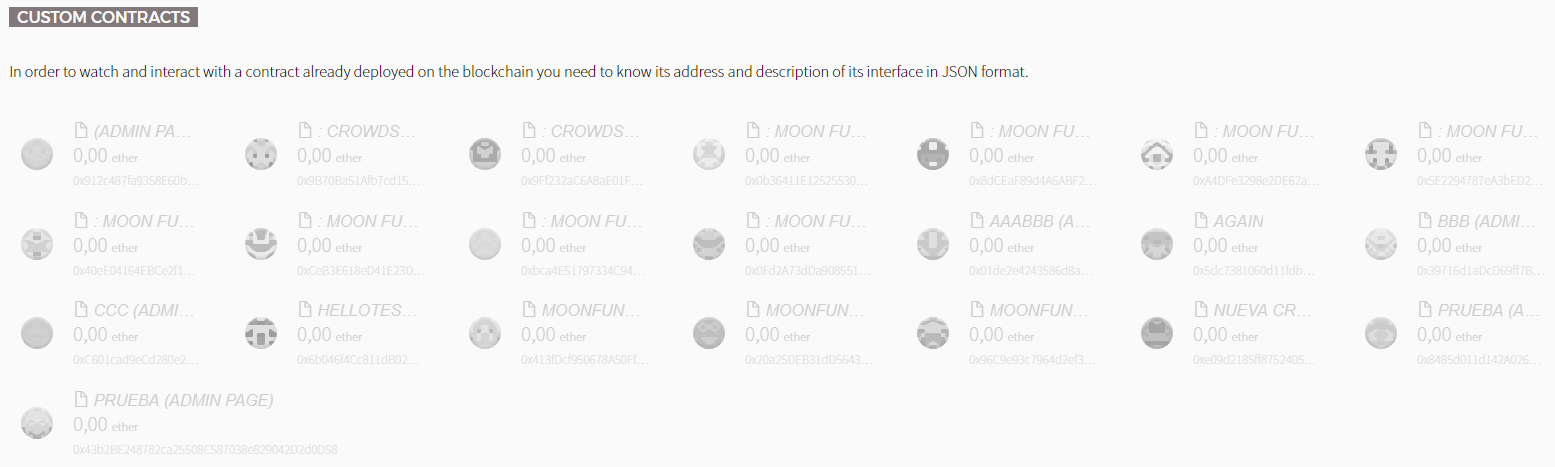 CUSTOM CONTRACTS
In order to watch and interact with a contract already deployed on the blockchain you need to know its address and description of its interface in JSON format.
(ADMIN PA...
0,00 ether
0x912c487fa9358E60b...
: CROWDS...
0,00 ether
0x9B70Ba51Afb7cd15...
: CROWDS...
0,00 ether
0x9Ff232aC6A8aE01F...
: MOON FU...
0,00 ether
0x0b36411E12525530...
: MOON FU...
0,00 ether
0x8dCEaF89d4A6ABF2...
: MOON FU...
0,00 ether
0xA4DFe3298e2DE62a...
: MOON FU...
0,00 ether
0x5E2294787eA3bED2...
: MOON FU...
0,00 ether
0x40eE04164EBCe2f1...
: MOON FU...
0,00 ether
0xCeB3E618eD41E23D...
: MOON FU...
0,00 ether
0xbca4E51797334C94...
: MOON FU...
0,00 ether
0x0Fd2A73dDa908551...
AAABBB (A...
0,00 ether
0x01de2e4243586d8a...
AGAIN
0,00 ether
0x5dc7381060d11fdb...
BBB (ADMI...
0,00 ether
0x39716d1aDcD69ff7B...
CCC (ADMI...
0,00 ether
0xC601cad9eCd280e2...
HELLOTES...
0,00 ether
0x6b046f4Cc811dB02...
MOONFUN...
0,00 ether
0x413fDcf950678A50Ff...
MOONFUN...
0,00 ether
0x20a25DEB31dD5643...
MOONFUN...
0,00 ether
0x96C9e93c7964d2ef3...
NUEVA CR...
0,00 ether
0xe09d2185ff8752405...
PRUEBA (A...
0,00 ether
0x8485d011d142A026...
PRUEBA (ADMIN PAGE)
0,00 ether
0x43b2BE248782ca25508C587038e829042D2d0D58